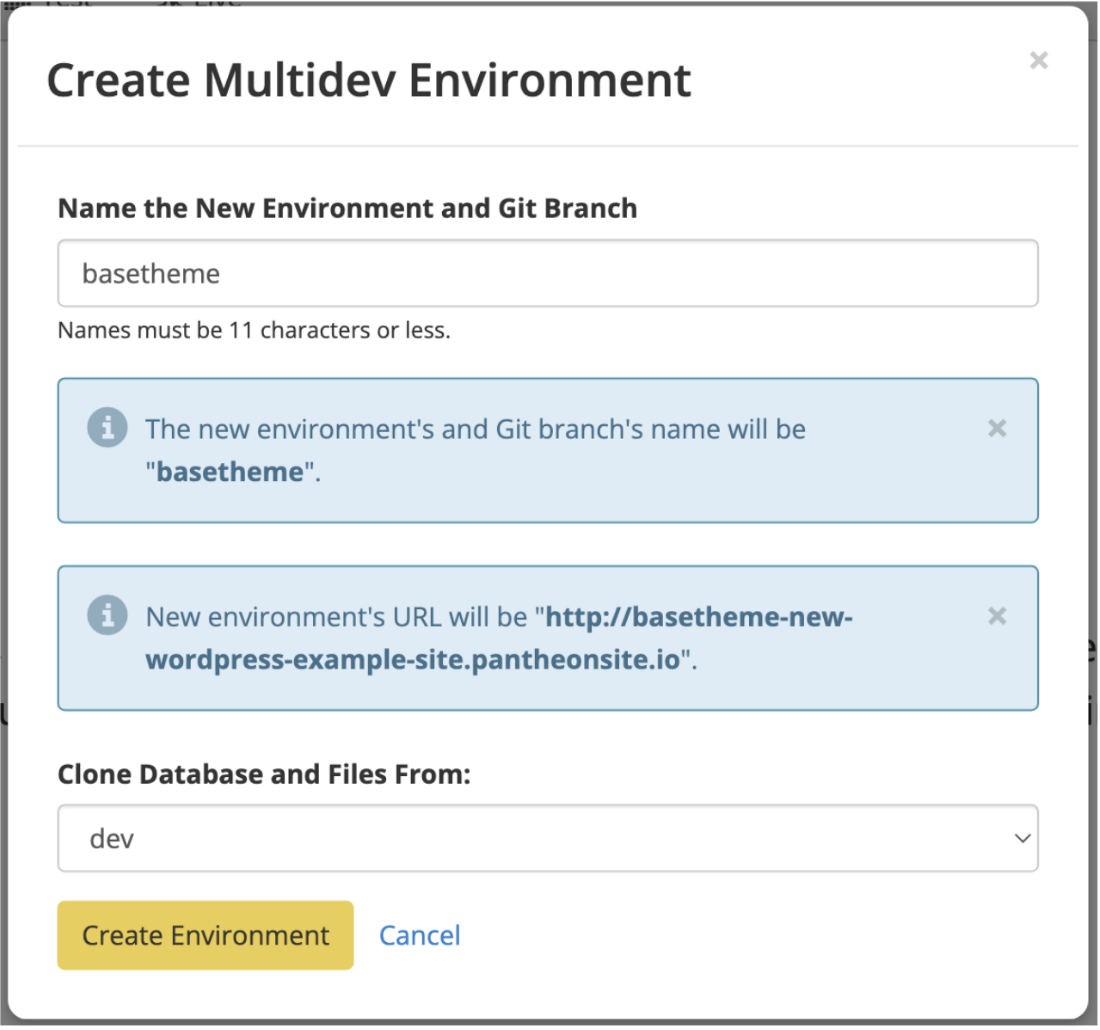 Create Multidev Environment
×
Name the New Environment and Git Branch
basetheme
Names must be 11 characters or less.
The new environment's and Git branch's name will be
"basetheme".
×
New environment's URL will be "http://basetheme-new-
wordpress-example-site.pantheonsite.io".
×
Clone Database and Files From:
dev
Create Environment Cancel